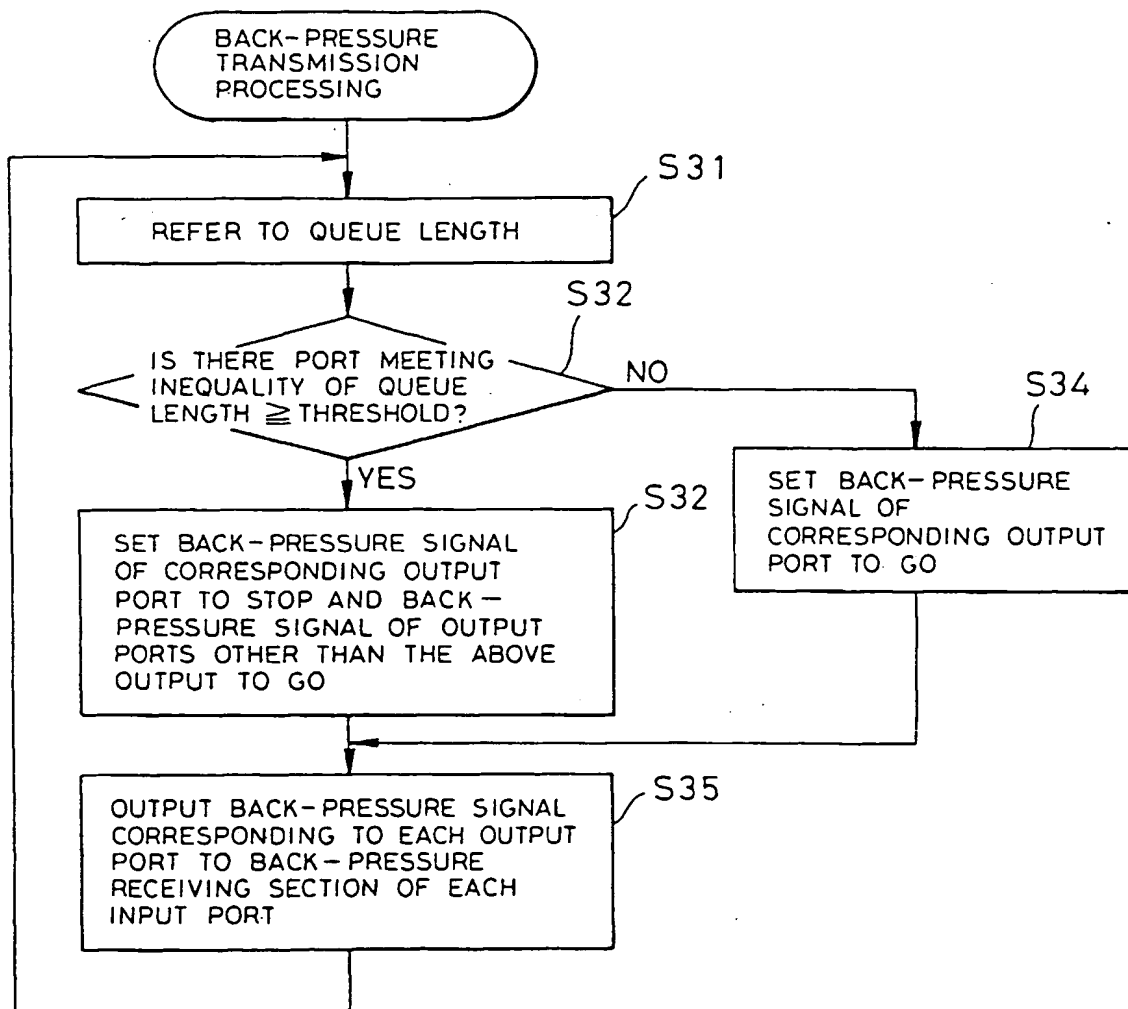 BACK-PRESSURE
TRANSMISSION
PROCESSING
S31
REFER TO QUEUE LENGTH
S32
IS THERE PORT MEETING
INEQUALITY OF QUEUE
LENGTH ≧ THRESHOLD?
NO
YES
S34
SET BACK-PRESSURE
SIGNAL OF
CORRESPONDING OUTPUT
PORT TO GO
S32
SET BACK-PRESSURE SIGNAL
OF CORRESPONDING OUTPUT
PORT TO STOP AND BACK-
PRESSURE SIGNAL OF OUTPUT
PORTS OTHER THAN THE ABOVE
OUTPUT TO GO
S35
OUTPUT BACK-PRESSURE SIGNAL
CORRESPONDING TO EACH OUTPUT
PORT TO BACK-PRESSURE
RECEIVING SECTION OF EACH
INPUT PORT